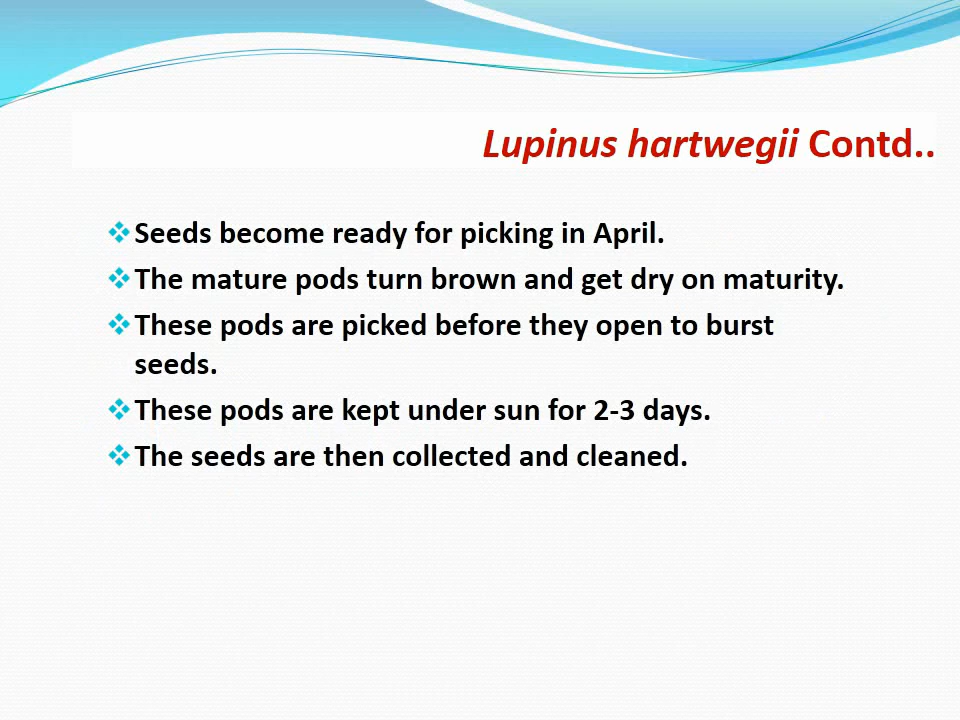 Lupinus hartwegii Contd..
Seeds become ready for picking in April.
The mature pods turn brown and get dry on maturity.
These pods are picked before they open to burst
seeds.
These pods are kept under sun for 2-3 days.
The seeds are then collected and cleaned.